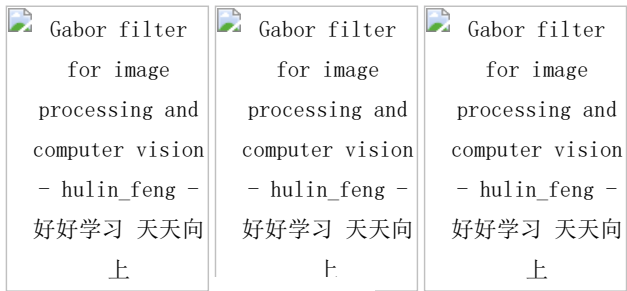 Gabor filter
for image
processing and
computer vision
- hulin_feng -
好好学习 天天向
上
Gabor filter
for image
processing and
computer vision
- hulin_feng -
好好学习 天天向
Gabor filter
for image
processing and
computer vision
- hulin_feng -
好好学习 天天向
上